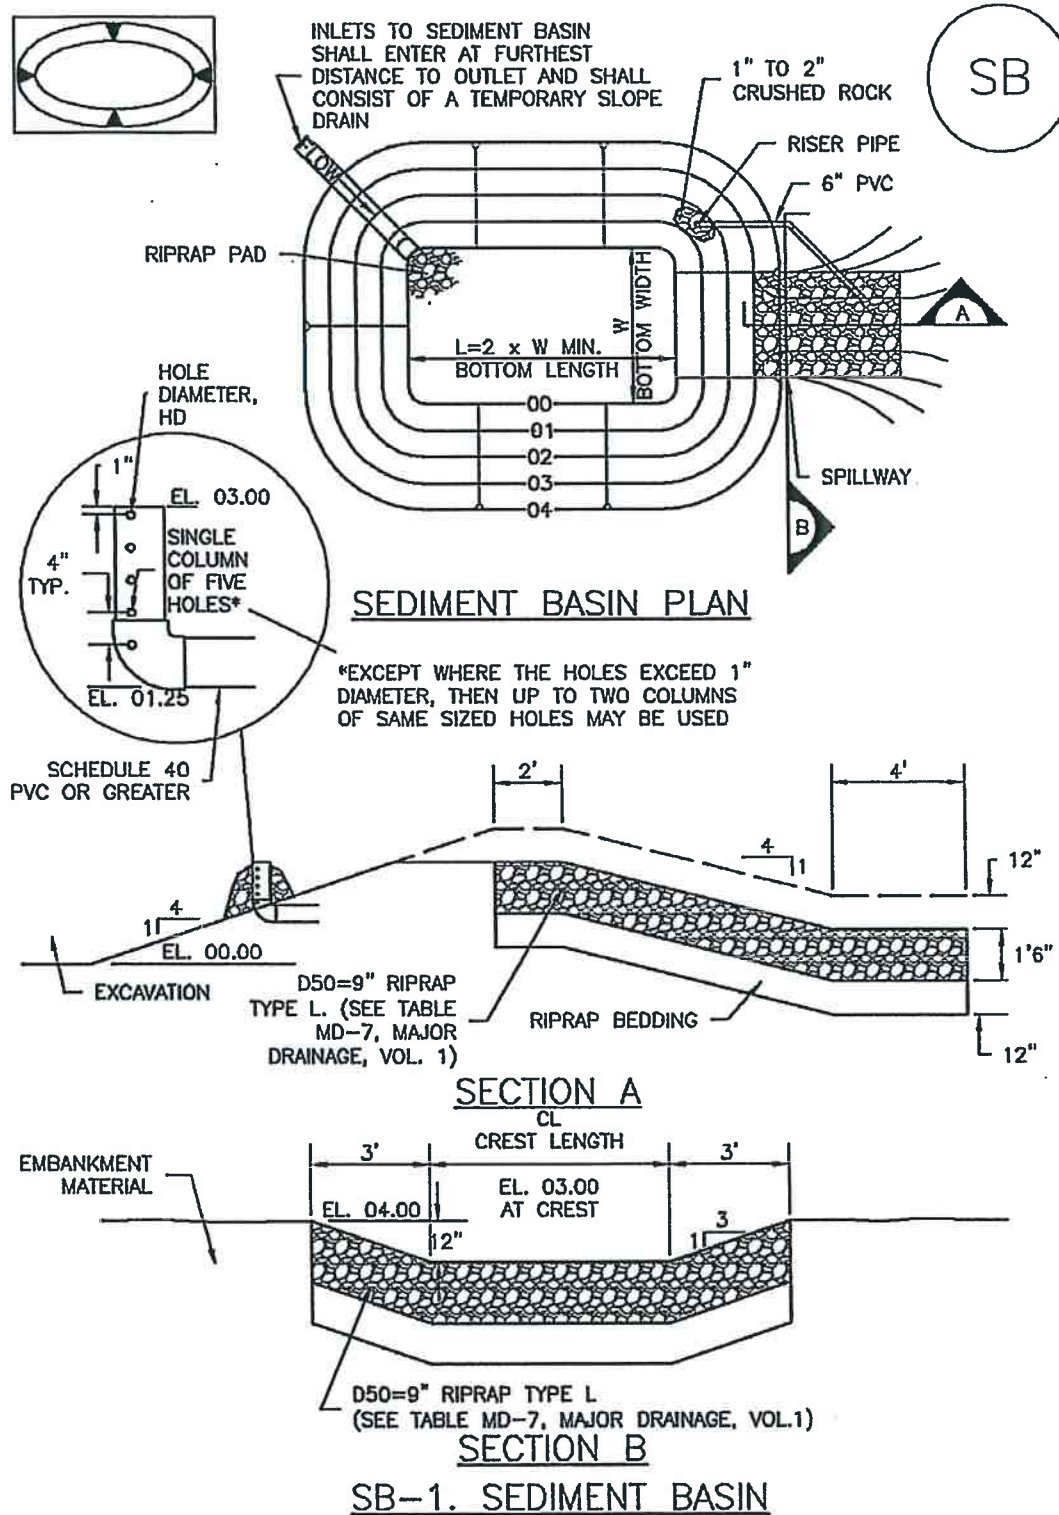 INLETS TO SEDIMENT BASIN
SHALL ENTER AT FURTHEST
DISTANCE TO OUTLET AND SHALL
CONSIST OF A TEMPORARY SLOPE
DRAIN
1" TO 2"
CRUSHED ROCK
SB
RISER PIPE
6" PVC
FLOW
RIPRAP PAD
W
BOTTOM WIDTH
A
L=2 x W MIN.
BOTTOM LENGTH
00
01
02
03
04
SPILLWAY
B
HOLE
DIAMETER,
HD
1"
EL. 03.00
SINGLE
COLUMN
OF FIVE
HOLES*
4"
TYP.
EL. 01.25
SEDIMENT BASIN PLAN
*EXCEPT WHERE THE HOLES EXCEED 1"
DIAMETER, THEN UP TO TWO COLUMNS
OF SAME SIZED HOLES MAY BE USED
SCHEDULE 40
PVC OR GREATER
2'
4'
4
1
12"
4
1
EL. 00.00
1'6"
EXCAVATION
D50=9" RIPRAP
TYPE L. (SEE TABLE
MD-7, MAJOR
DRAINAGE, VOL. 1)
RIPRAP BEDDING
12"
SECTION A
CL
CREST LENGTH
3'
3'
EMBANKMENT
MATERIAL
EL. 04.00
EL. 03.00
AT CREST
12"
3
1
D50=9" RIPRAP TYPE L
(SEE TABLE MD-7, MAJOR DRAINAGE, VOL.1)
SECTION B
SB-1. SEDIMENT BASIN